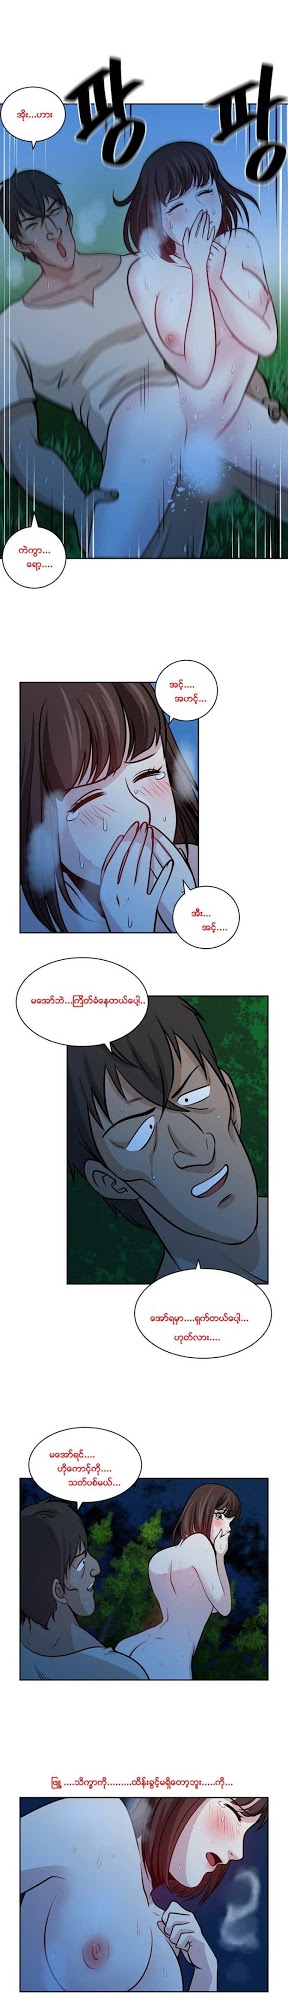 အိုး...ဟား
팡
팡
ကဲကွာ...
ရော့....
အင့်....
အဟင့်...
အီး...
အင့်....
မအော်ဘဲ...ကြိတ်ခံနေတယ်ပေါ့..
အော်ရမှာ....ရှက်တယ်ပေါ့...
ဟုတ်လား....
မအော်ရင်....
ဟိုကောင့်ကို....
သတ်ပစ်မယ်...
ဖြူ ....သိက္ခာကို.........ထိန်းခွင့်မရှိတော့ဘူး.....ကို...